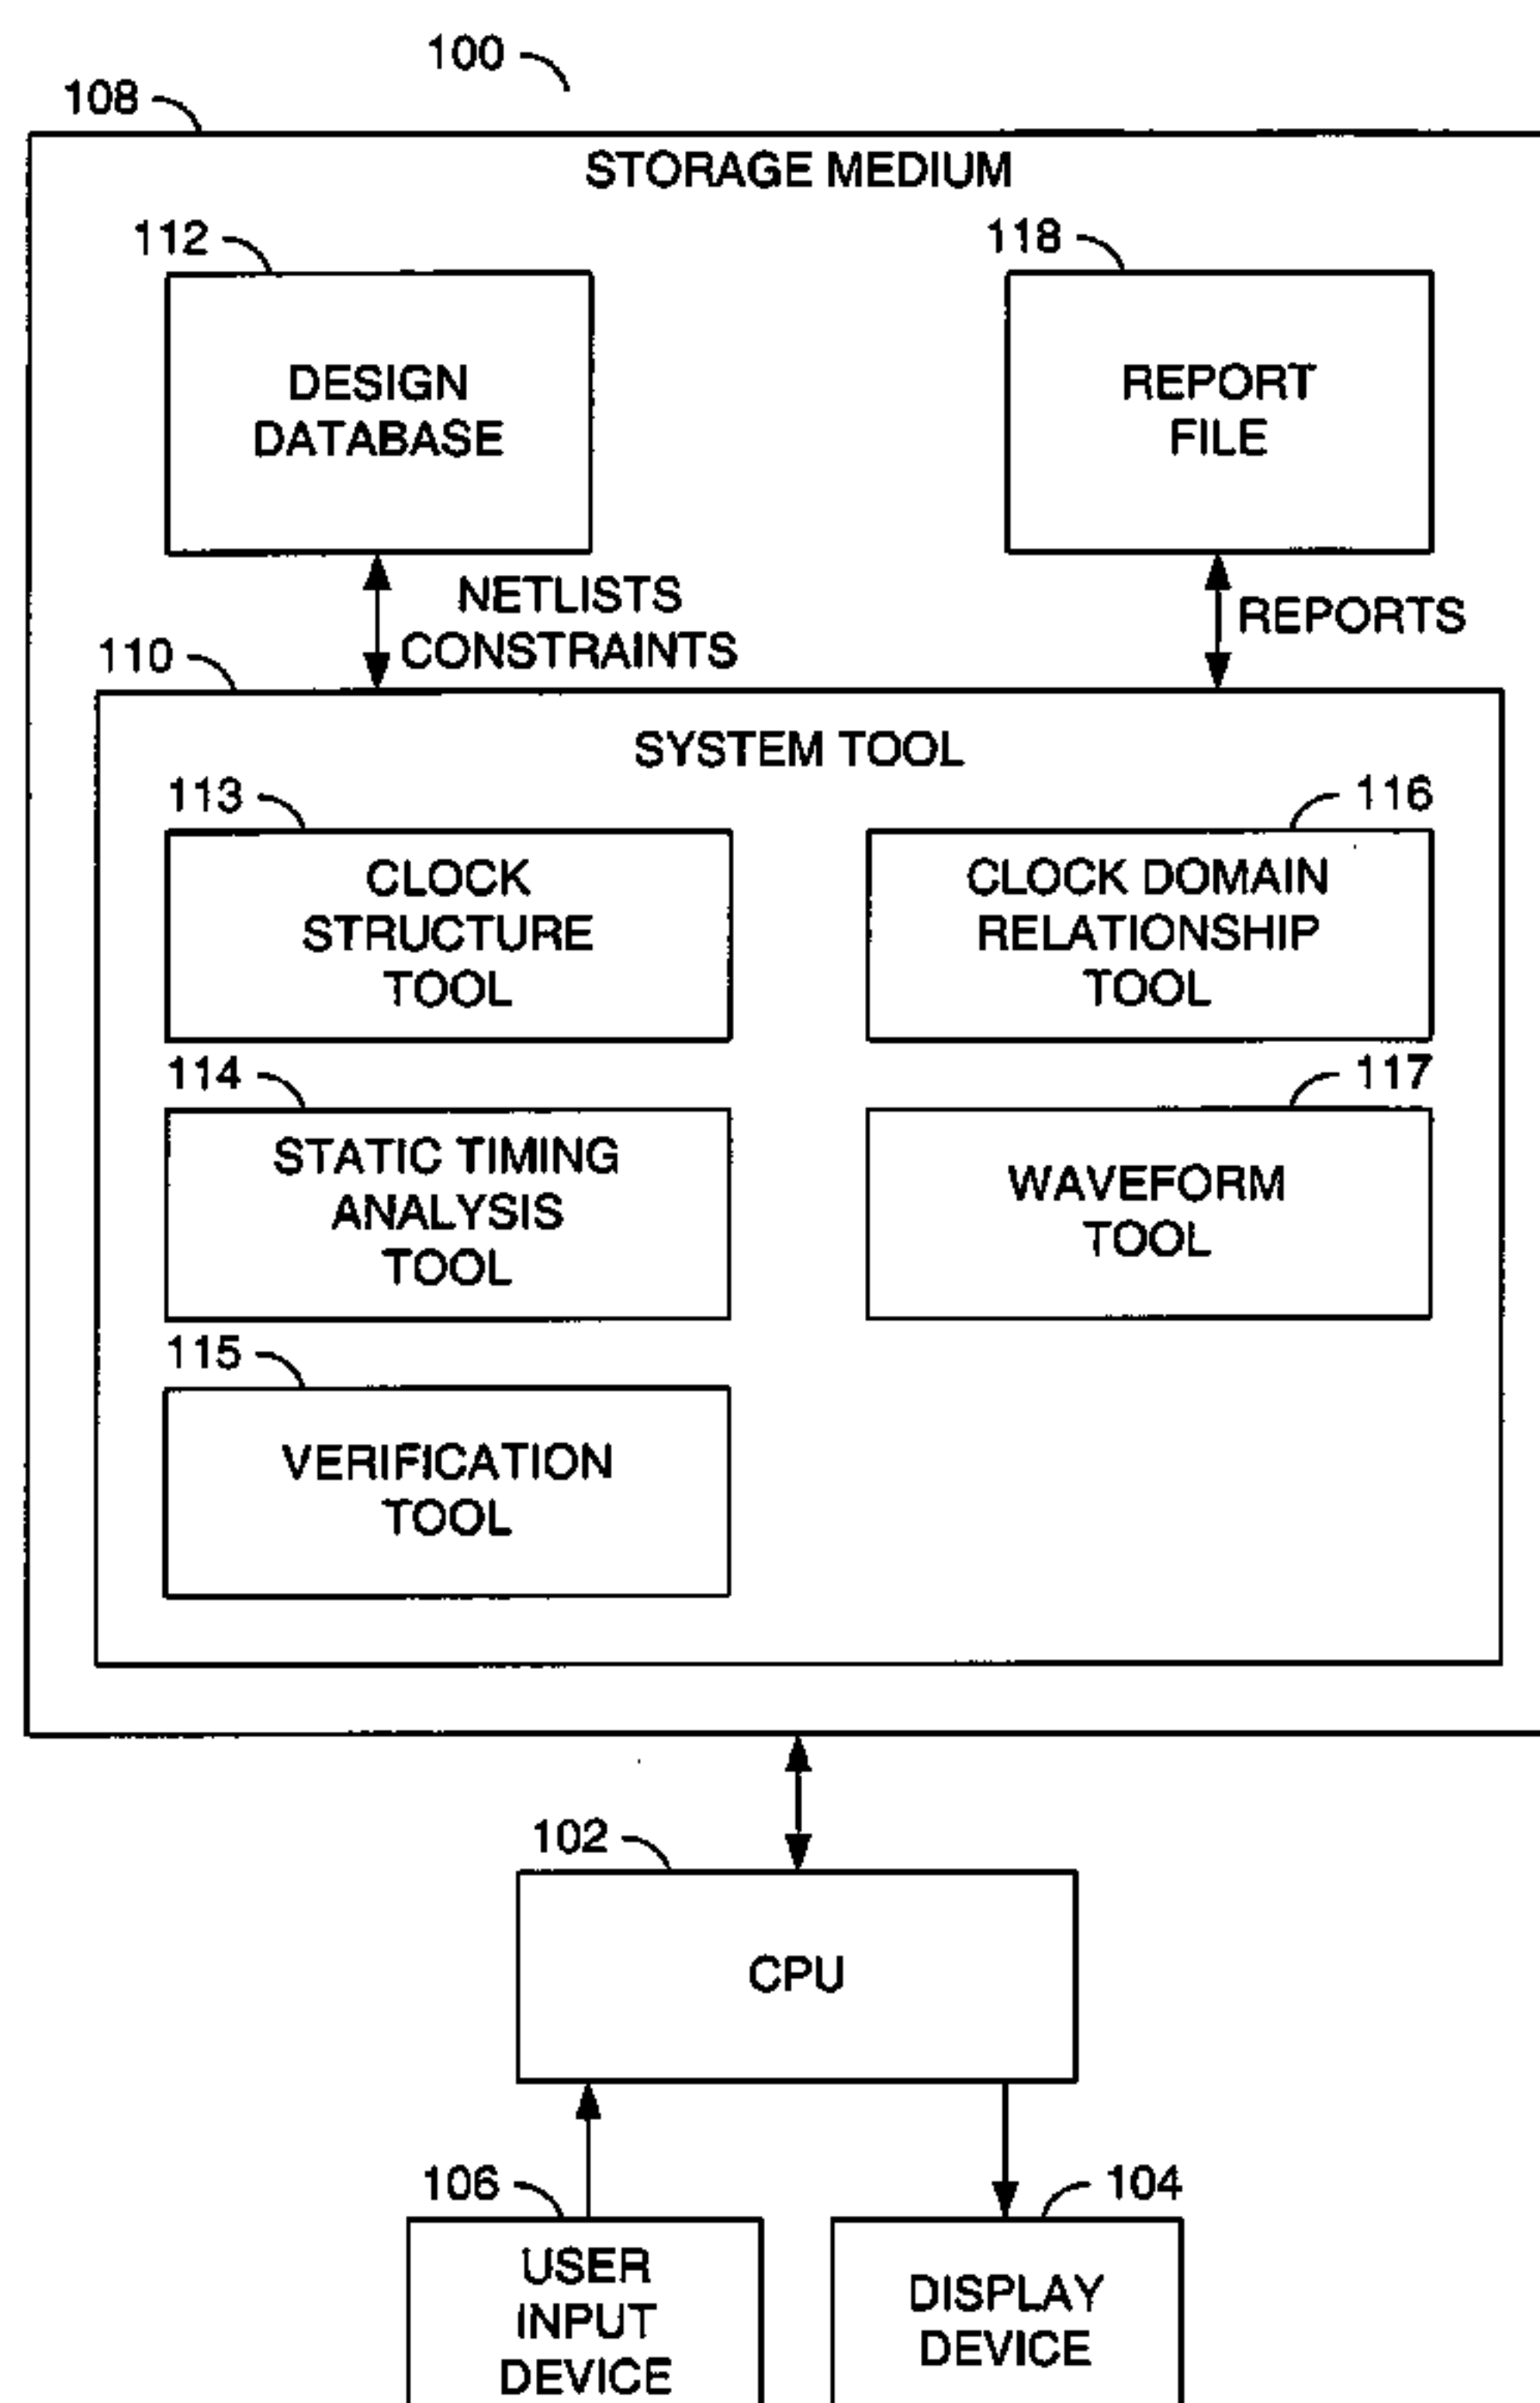 100
108
STORAGE MEDIUM
112
118
DESIGN
DATABASE
REPORT
FILE
NETLISTS
CONSTRAINTS
REPORTS
110
SYSTEM TOOL
113
116
CLOCK
STRUCTURE
TOOL
CLOCK DOMAIN
RELATIONSHIP
TOOL
114
117
STATIC TIMING
ANALYSIS
TOOL
WAVEFORM
TOOL
115
VERIFICATION
TOOL
102
CPU
106
104
USER
INPUT
DEVICE
DISPLAY
DEVICE